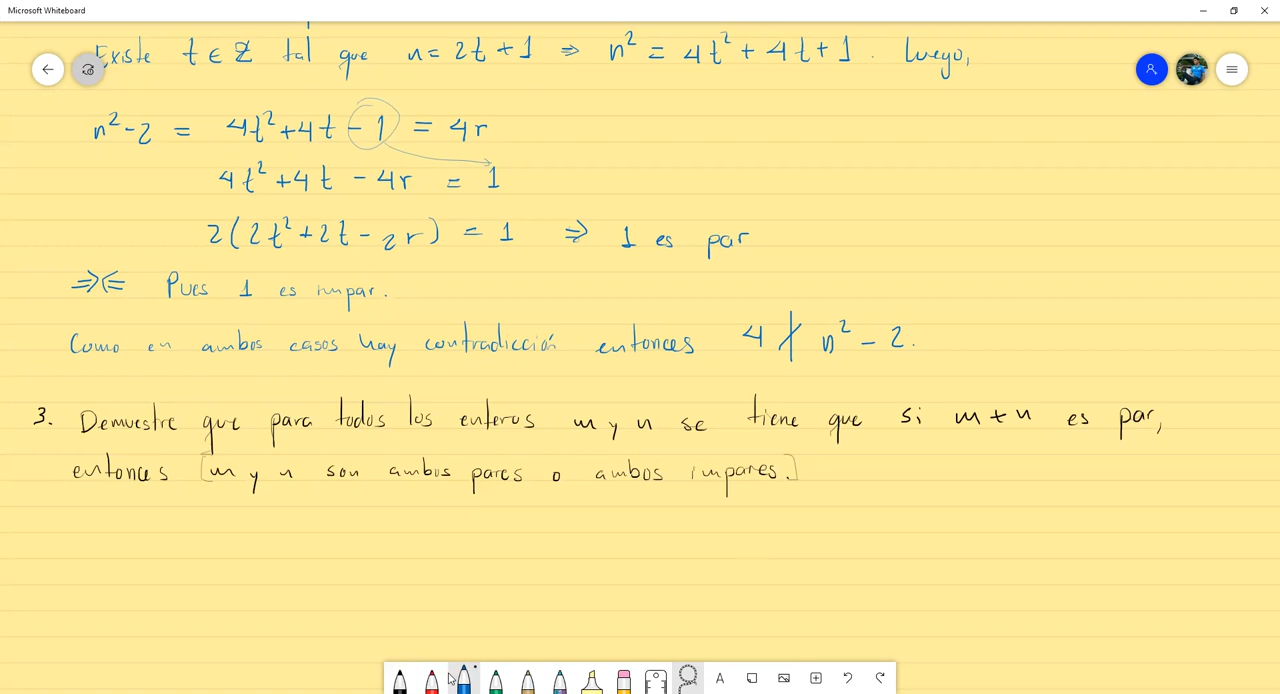 Microsoft Whiteboard
Existe t ∈ ℤ tal que n = 2t + 1 ⇒ n² = 4t² + 4t + 1. Luego,
n² - 2 = 4t² + 4t - 1 = 4r
4t² + 4t - 4r = 1
2(2t² + 2t - 2r) = 1 ⇒ 1 es par
⇒⇐ Pues 1 es impar.
Como en ambos casos hay contradicción entonces 4 ∤ n² - 2.
3. Demuestre que para todos los enteros m y n se tiene que si m + n es par,
entonces [m y n son ambos pares o ambos impares.]
A